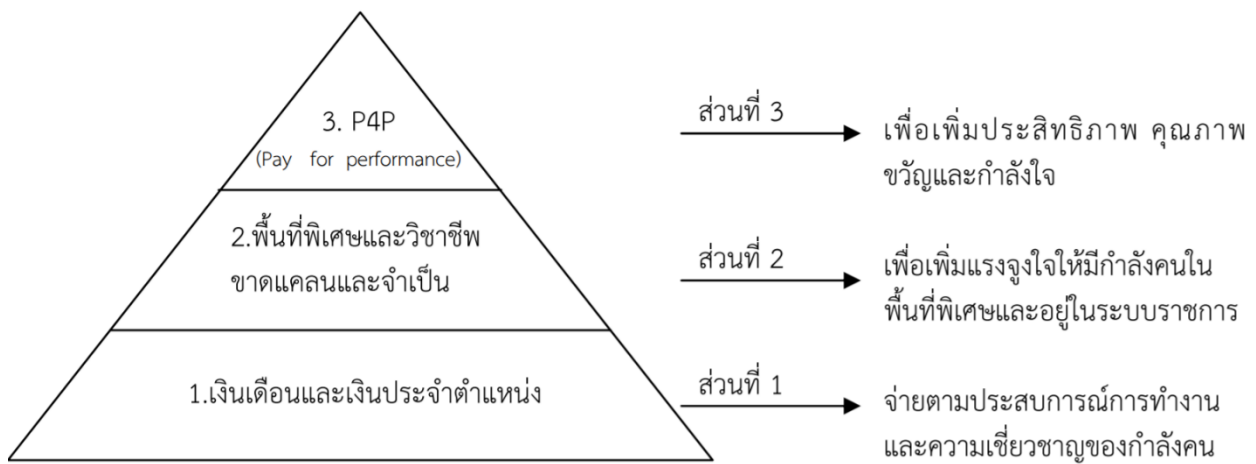 3. P4P
(Pay for performance)
ส่วนที่ 3
เพื่อเพิ่มประสิทธิภาพ คุณภาพ
ขวัญและกำลังใจ
2.พื้นที่พิเศษและวิชาชีพ
ขาดแคลนและจำเป็น
ส่วนที่ 2
เพื่อเพิ่มแรงจูงใจให้มีกำลังคนใน
พื้นที่พิเศษและอยู่ในระบบราชการ
1.เงินเดือนและเงินประจำตำแหน่ง
ส่วนที่ 1
จ่ายตามประสบการณ์การทำงาน
และความเชี่ยวชาญของกำลังคน